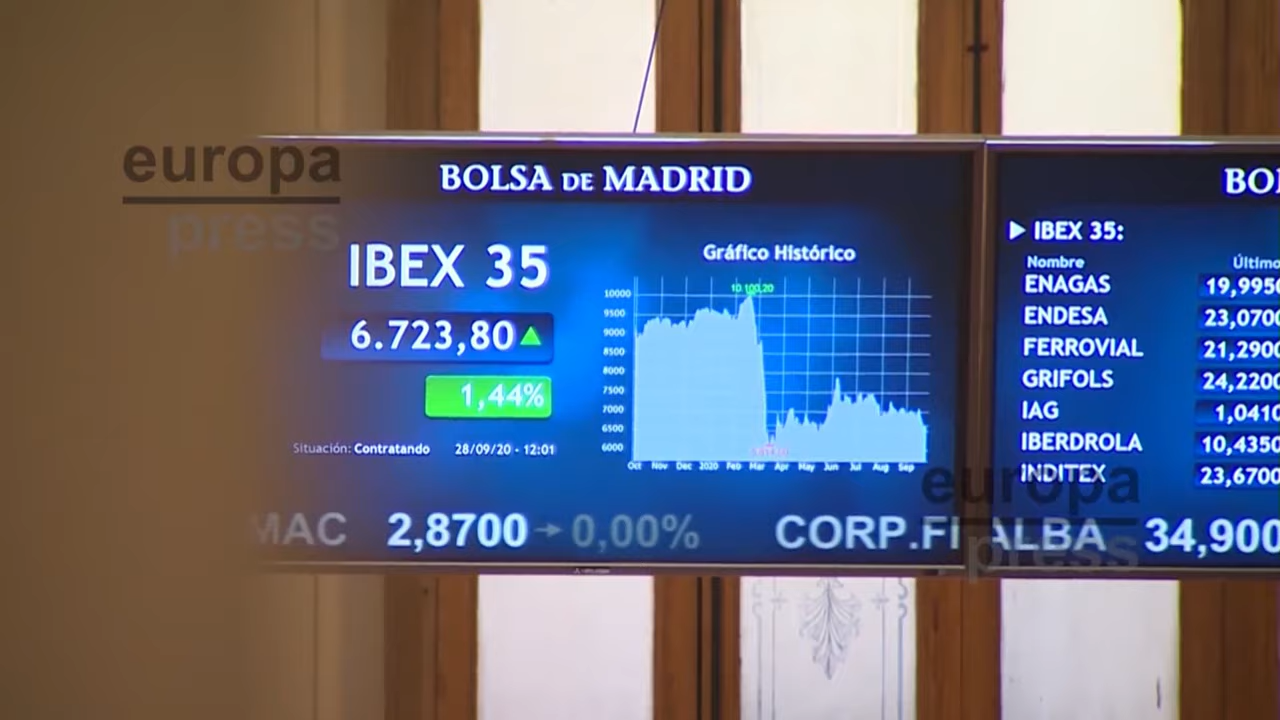 europa
press
BOLSA DE MADRID
IBEX 35
6.723,80
1,44%
Situación: Contratando 28/09/20 - 12:01
Gráfico Histórico
10.100,20
10000
9500
9000
8500
8000
7500
7000
6500
6000
Oct Nov Dec 2020 Feb Mar Apr May Jun Jul Aug Sep
IBEX 35:
Nombre Último
ENAGAS 19,9950
ENDESA 23,0700
FERROVIAL 21,2900
GRIFOLS 24,2200
IAG 1,0410
IBERDROLA 10,4350
INDITEX 23,6700
europa
press
MAC 2,8700 → 0,00% CORP.FI ALBA 34,900